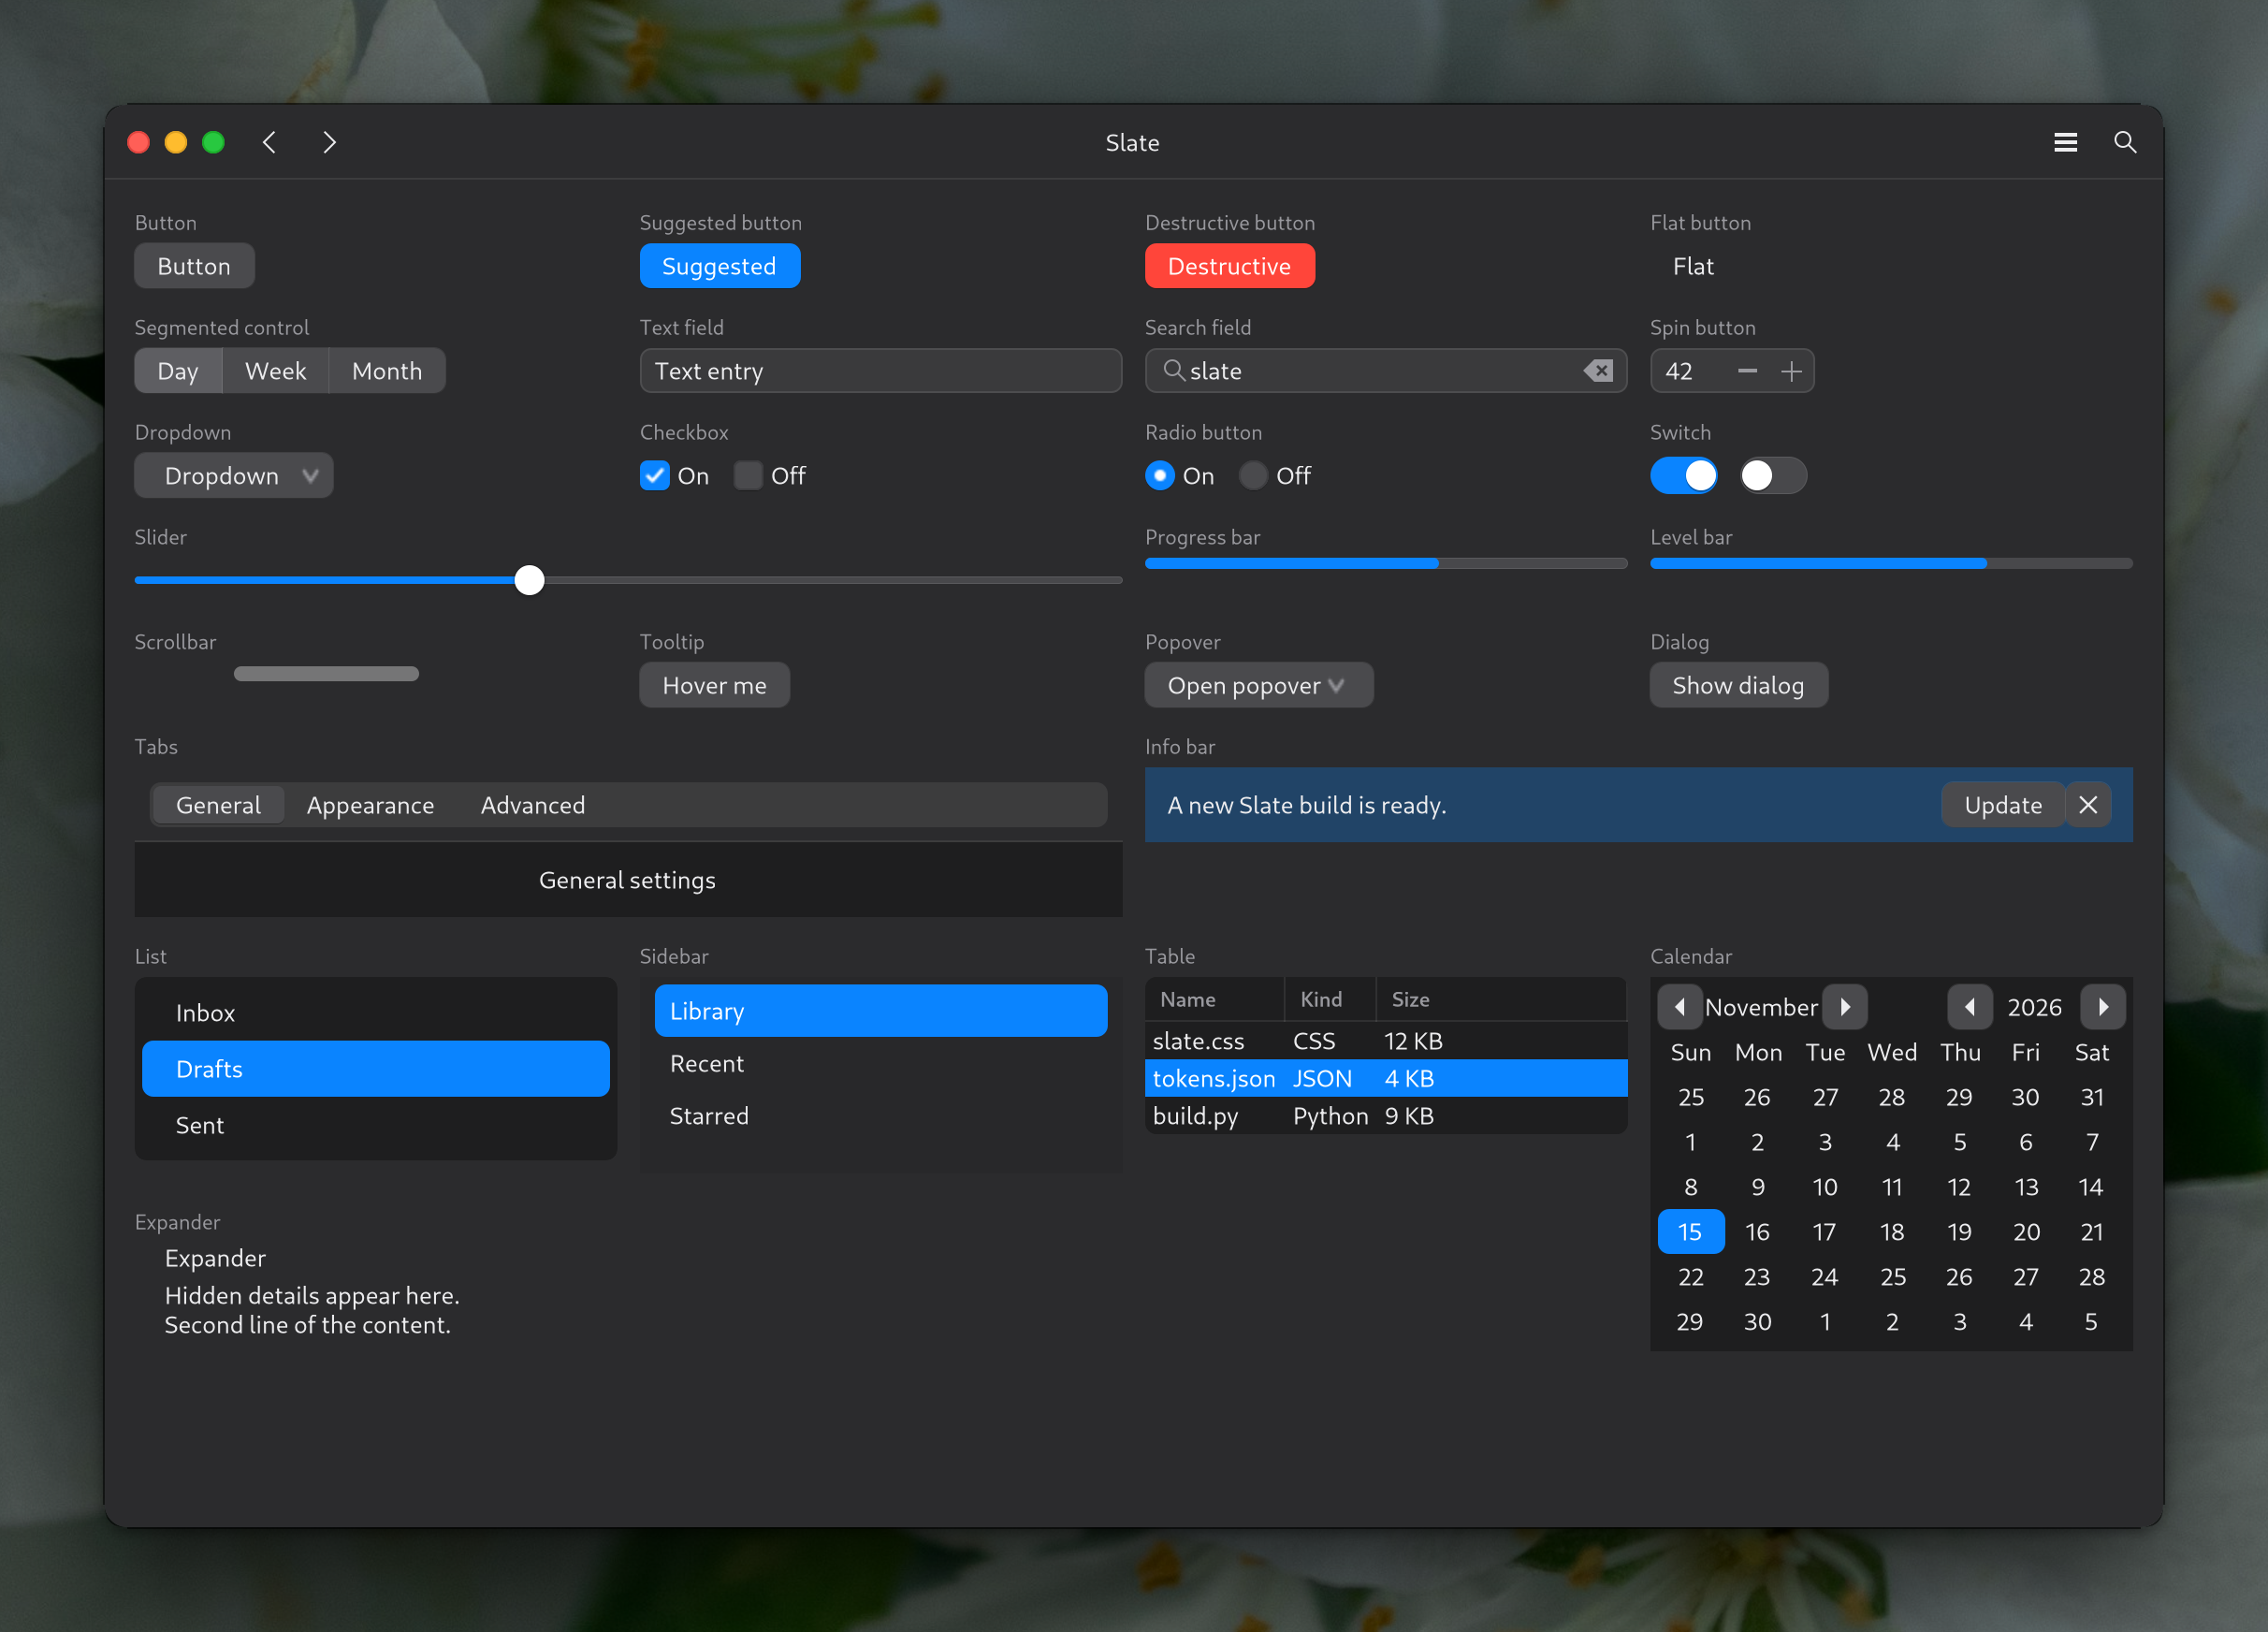 Slate
Button
Suggested button
Destructive button
Flat button
Button
Suggested
Destructive
Flat
Segmented control
Text field
Search field
Spin button
Day Week Month
Text entry
slate
42
Dropdown
Checkbox
Radio button
Switch
Dropdown
On Off
On Off
Slider
Progress bar
Level bar
Scrollbar
Tooltip
Popover
Dialog
Hover me
Open popover
Show dialog
Tabs
Info bar
General Appearance Advanced
A new Slate build is ready.
Update
General settings
List
Inbox
Drafts
Sent
Sidebar
Library
Recent
Starred
Table
Name Kind Size
slate.css CSS 12 KB
tokens.json JSON 4 KB
build.py Python 9 KB
Calendar
November 2026
Sun Mon Tue Wed Thu Fri Sat
25 26 27 28 29 30 31
1 2 3 4 5 6 7
8 9 10 11 12 13 14
15 16 17 18 19 20 21
22 23 24 25 26 27 28
29 30 1 2 3 4 5
Expander
Expander
Hidden details appear here.
Second line of the content.